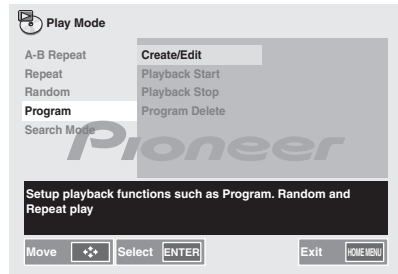 Play Mode
A-B Repeat
Repeat
Random
Program
Search Mode
Create/Edit
Playback Start
Playback Stop
Program Delete
Pioneer
Setup playback functions such as Program. Random and
Repeat play
Move Select ENTER Exit HOME MENU